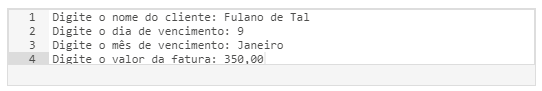 1 Digite o nome do cliente: Fulano de Tal
2 Digite o dia de vencimento: 9
3 Digite o mês de vencimento: Janeiro
4 Digite o valor da fatura: 350,00